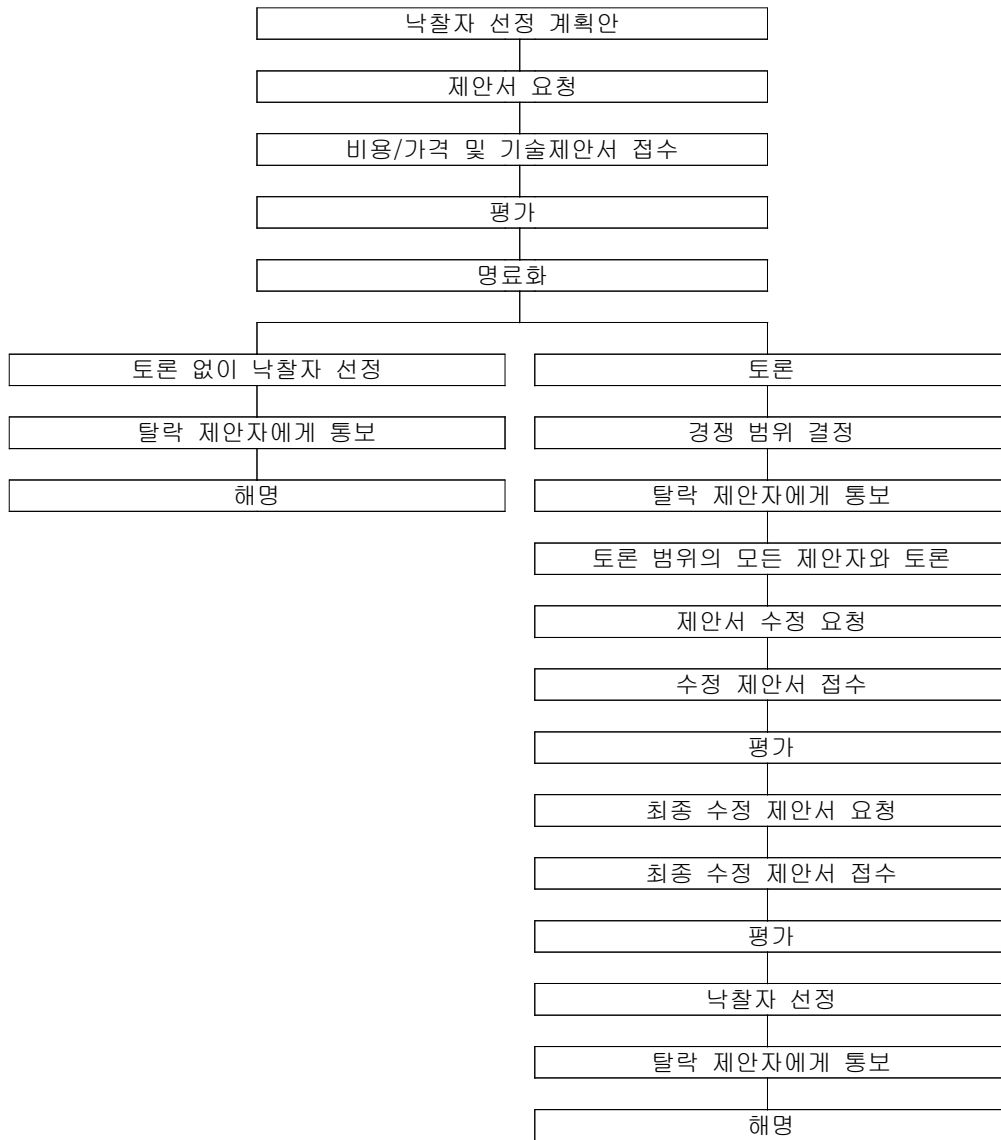 낙찰자 선정 계획안
제안서 요청
비용/가격 및 기술제안서 접수
평가
명료화
토론 없이 낙찰자 선정
탈락 제안자에게 통보
해명
토론
경쟁 범위 결정
탈락 제안자에게 통보
토론 범위의 모든 제안자와 토론
제안서 수정 요청
수정 제안서 접수
평가
최종 수정 제안서 요청
최종 수정 제안서 접수
평가
낙찰자 선정
탈락 제안자에게 통보
해명